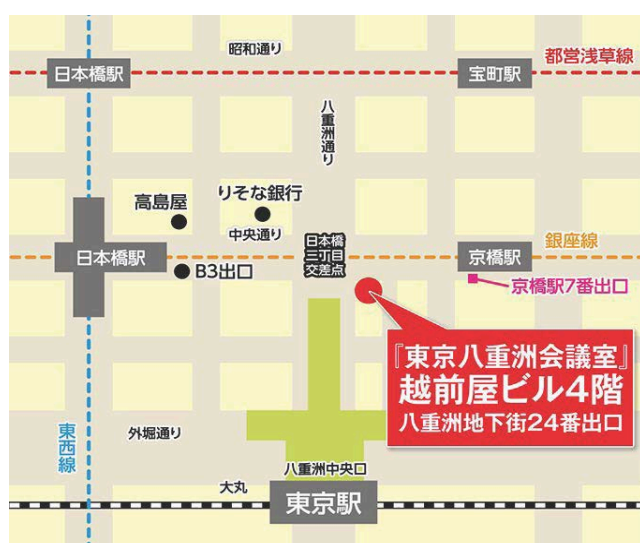 昭和通り
都営浅草線
日本橋駅
宝町駅
八重洲通り
高島屋
りそな銀行
中央通り
日本橋
三丁目
交差点
銀座線
日本橋駅
京橋駅
B3出口
京橋駅7番出口
『東京八重洲会議室』
越前屋ビル4階
八重洲地下街24番出口
東西線
外堀通り
八重洲中央口
大丸
東京駅